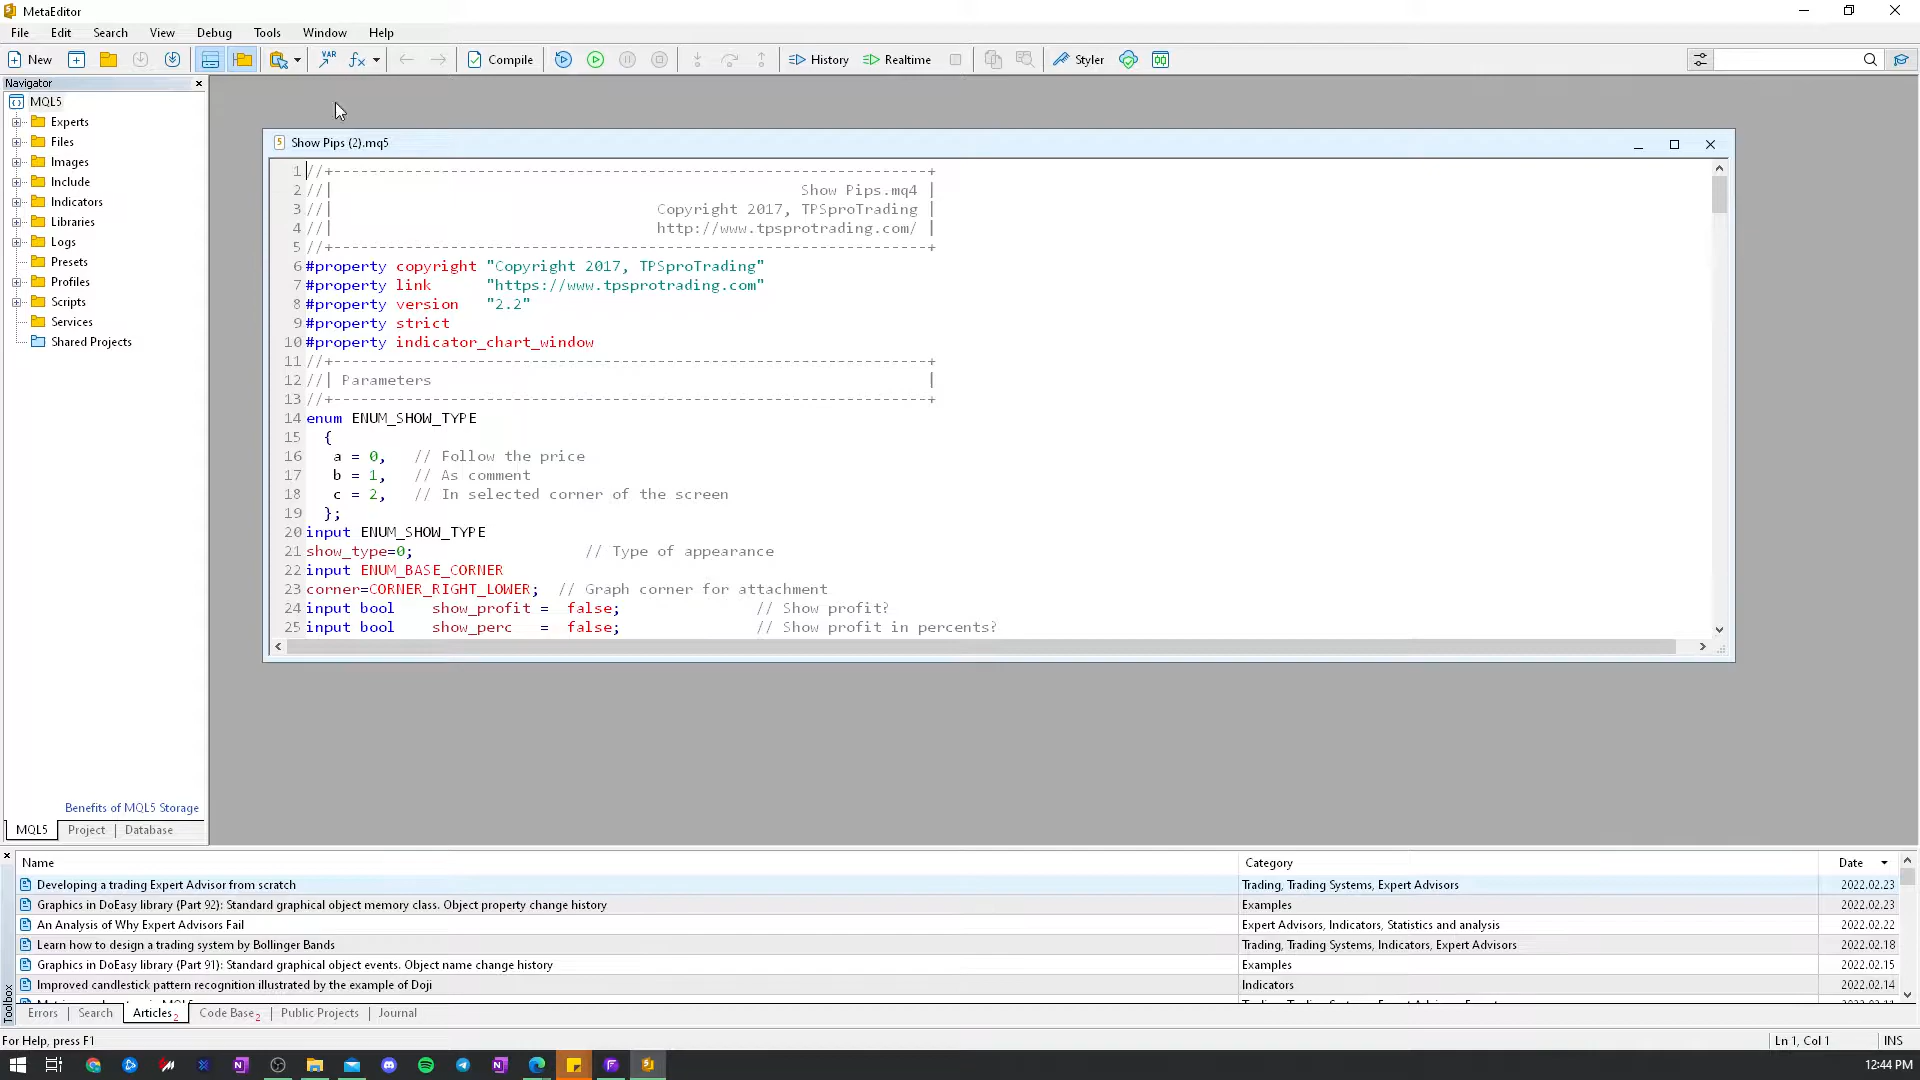 MetaEditor
File Edit Search View Debug Tools Window Help
New VAR fx Compile History Realtime Styler
Navigator
MQL5
Experts
Files
Images
Include
Indicators
Libraries
Logs
Presets
Profiles
Scripts
Services
Shared Projects
Benefits of MQL5 Storage
MQL5 Project Database
Show Pips (2).mq5
1 //+------------------------------------------------------------------+
2 //| Show Pips.mq4 |
3 //| Copyright 2017, TPSproTrading |
4 //| http://www.tpsprotrading.com/ |
5 //+------------------------------------------------------------------+
6 #property copyright "Copyright 2017, TPSproTrading"
7 #property link "https://www.tpsprotrading.com"
8 #property version "2.2"
9 #property strict
10 #property indicator_chart_window
11 //+------------------------------------------------------------------+
12 //| Parameters |
13 //+------------------------------------------------------------------+
14 enum ENUM_SHOW_TYPE
15 {
16 a = 0, // Follow the price
17 b = 1, // As comment
18 c = 2, // In selected corner of the screen
19 };
20 input ENUM_SHOW_TYPE
21 show_type=0; // Type of appearance
22 input ENUM_BASE_CORNER
23 corner=CORNER_RIGHT_LOWER; // Graph corner for attachment
24 input bool show_profit = false; // Show profit?
25 input bool show_perc = false; // Show profit in percents?
Name Category Date
Developing a trading Expert Advisor from scratch Trading, Trading Systems, Expert Advisors 2022.02.23
Graphics in DoEasy library (Part 92): Standard graphical object memory class. Object property change history Examples 2022.02.23
An Analysis of Why Expert Advisors Fail Expert Advisors, Indicators, Statistics and analysis 2022.02.22
Learn how to design a trading system by Bollinger Bands Trading, Trading Systems, Indicators, Expert Advisors 2022.02.18
Graphics in DoEasy library (Part 91): Standard graphical object events. Object name change history Examples 2022.02.15
Improved candlestick pattern recognition illustrated by the example of Doji Indicators 2022.02.14
Toolbox
Errors Search Articles 2 Code Base 2 Public Projects Journal
For Help, press F1 Ln 1, Col 1 INS
12:44 PM